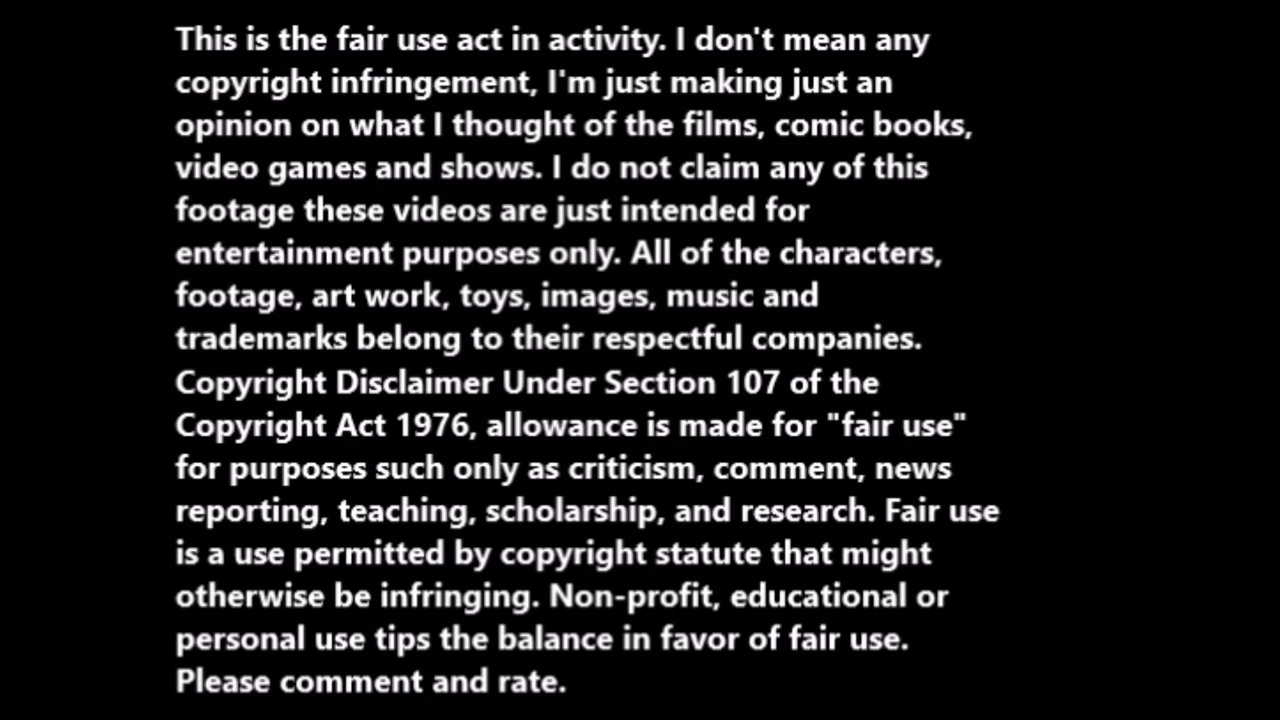 This is the fair use act in activity. I don't mean any
copyright infringement, I'm just making just an
opinion on what I thought of the films, comic books,
video games and shows. I do not claim any of this
footage these videos are just intended for
entertainment purposes only. All of the characters,
footage, art work, toys, images, music and
trademarks belong to their respectful companies.
Copyright Disclaimer Under Section 107 of the
Copyright Act 1976, allowance is made for "fair use"
for purposes such only as criticism, comment, news
reporting, teaching, scholarship, and research. Fair use
is a use permitted by copyright statute that might
otherwise be infringing. Non-profit, educational or
personal use tips the balance in favor of fair use.
Please comment and rate.